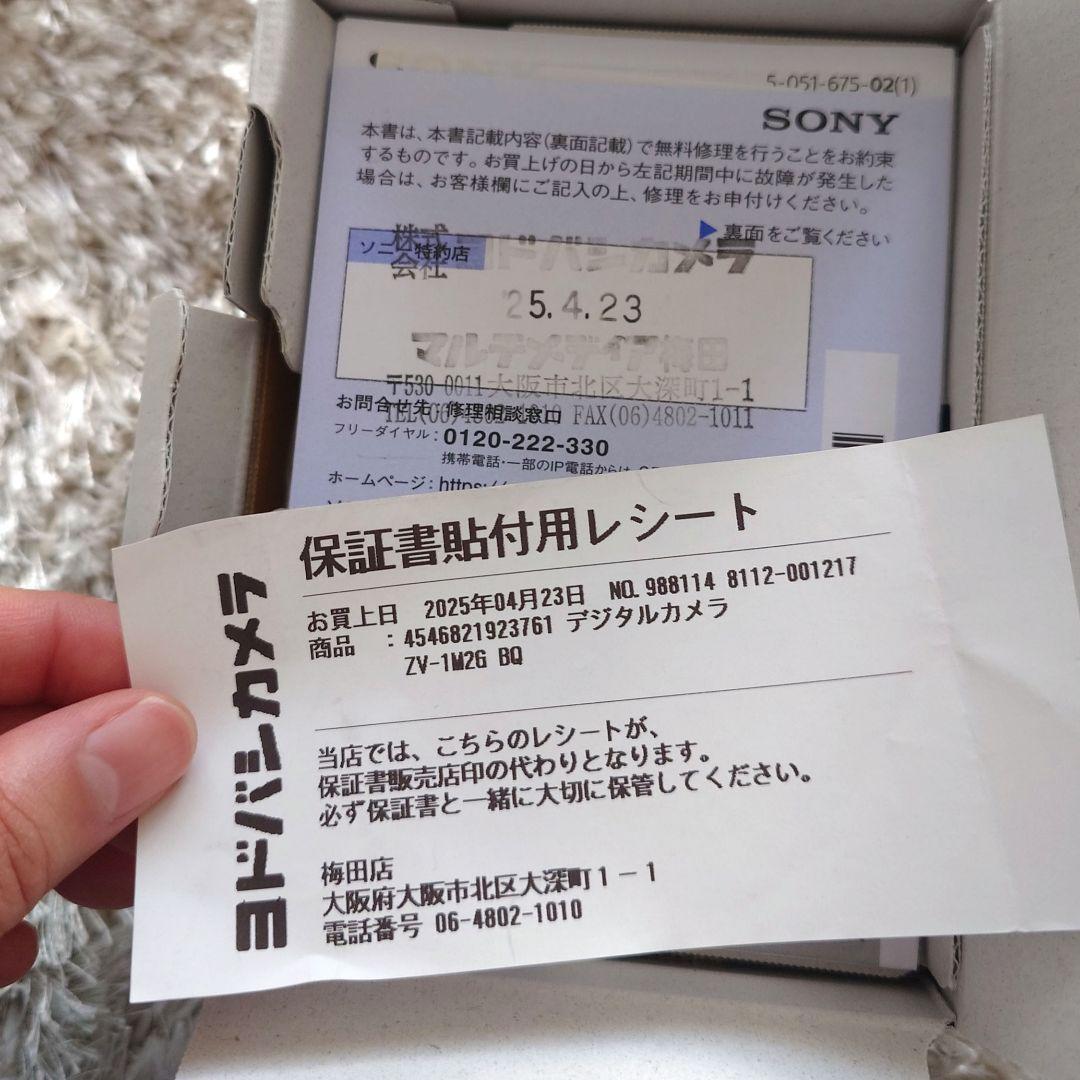 5-051-675-02(1)
SONY
本書は、本書記載内容(裏面記載)で無料修理を行うことをお約束
するものです。お買上げの日から左記期間中に故障が発生した
場合は、お客様欄にご記入の上、修理をお申付けください。
▶裏面をご覧ください
ソニー特約店
株式会社 ヨドバシカメラ
'25.4.23
マルチメディア梅田
〒530-0011大阪市北区大深町1-1
TEL(06)4802-1010 FAX(06)4802-1011
お問合せ先:修理相談窓口
フリーダイヤル:0120-222-330
携帯電話・一部のIP電話からは
ホームページ:https:/
ヨドバシカメラ
保証書貼付用レシート
お買上日 2025年04月23日 NO.988114 8112-001217
商品 :4546821923761 デジタルカメラ
ZV-1M2G BQ
当店では、こちらのレシートが、
保証書販売店印の代わりとなります。
必ず保証書と一緒に大切に保管してください。
梅田店
大阪府大阪市北区大深町1-1
電話番号 06-4802-1010